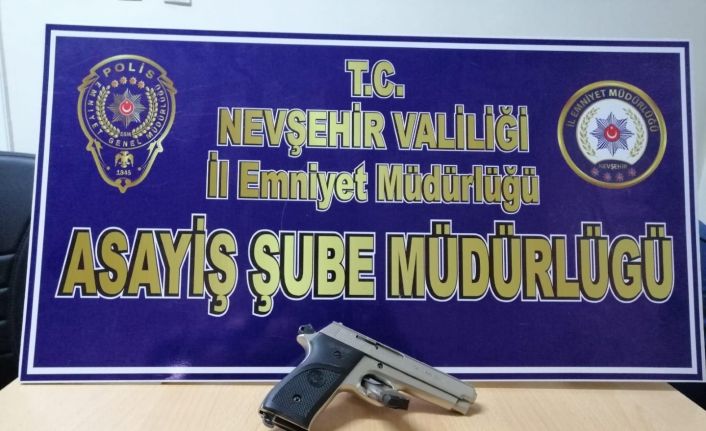 T.C.
NEVŞEHİR VALİLİĞİ
İl Emniyet Müdürlüğü
ASAYİŞ ŞUBE MÜDÜRLÜĞÜ
POLİS
EMNİYET GENEL MÜDÜRLÜĞÜ
1845
İL EMNİYET MÜDÜRLÜĞÜ
NEVŞEHİR